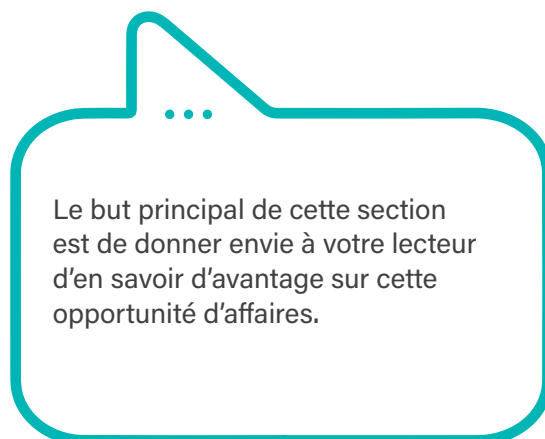 Le but principal de cette section
est de donner envie à votre lecteur
d'en savoir d'avantage sur cette
opportunité d'affaires.